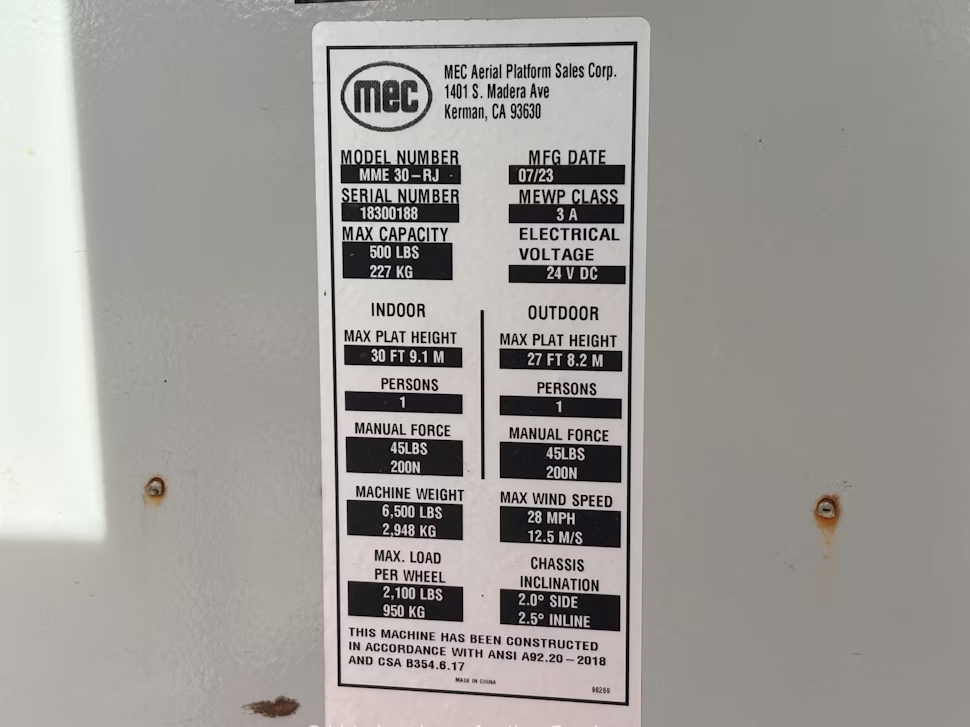 mec
MEC Aerial Platform Sales Corp.
1401 S. Madera Ave
Kerman, CA 93630
MODEL NUMBER
MME 30-RJ
MFG DATE
07/23
SERIAL NUMBER
18300188
MEWP CLASS
3 A
MAX CAPACITY
500 LBS
227 KG
ELECTRICAL
VOLTAGE
24 V DC
INDOOR
MAX PLAT HEIGHT
30 FT 9.1 M
PERSONS
1
MANUAL FORCE
45LBS
200N
MACHINE WEIGHT
6,500 LBS
2,948 KG
MAX. LOAD
PER WHEEL
2,100 LBS
950 KG
OUTDOOR
MAX PLAT HEIGHT
27 FT 8.2 M
PERSONS
1
MANUAL FORCE
45LBS
200N
MAX WIND SPEED
28 MPH
12.5 M/S
CHASSIS
INCLINATION
2.0° SIDE
2.5° INLINE
THIS MACHINE HAS BEEN CONSTRUCTED
IN ACCORDANCE WITH ANSI A92.20-2018
AND CSA B354.6.17
MADE IN CHINA
96269